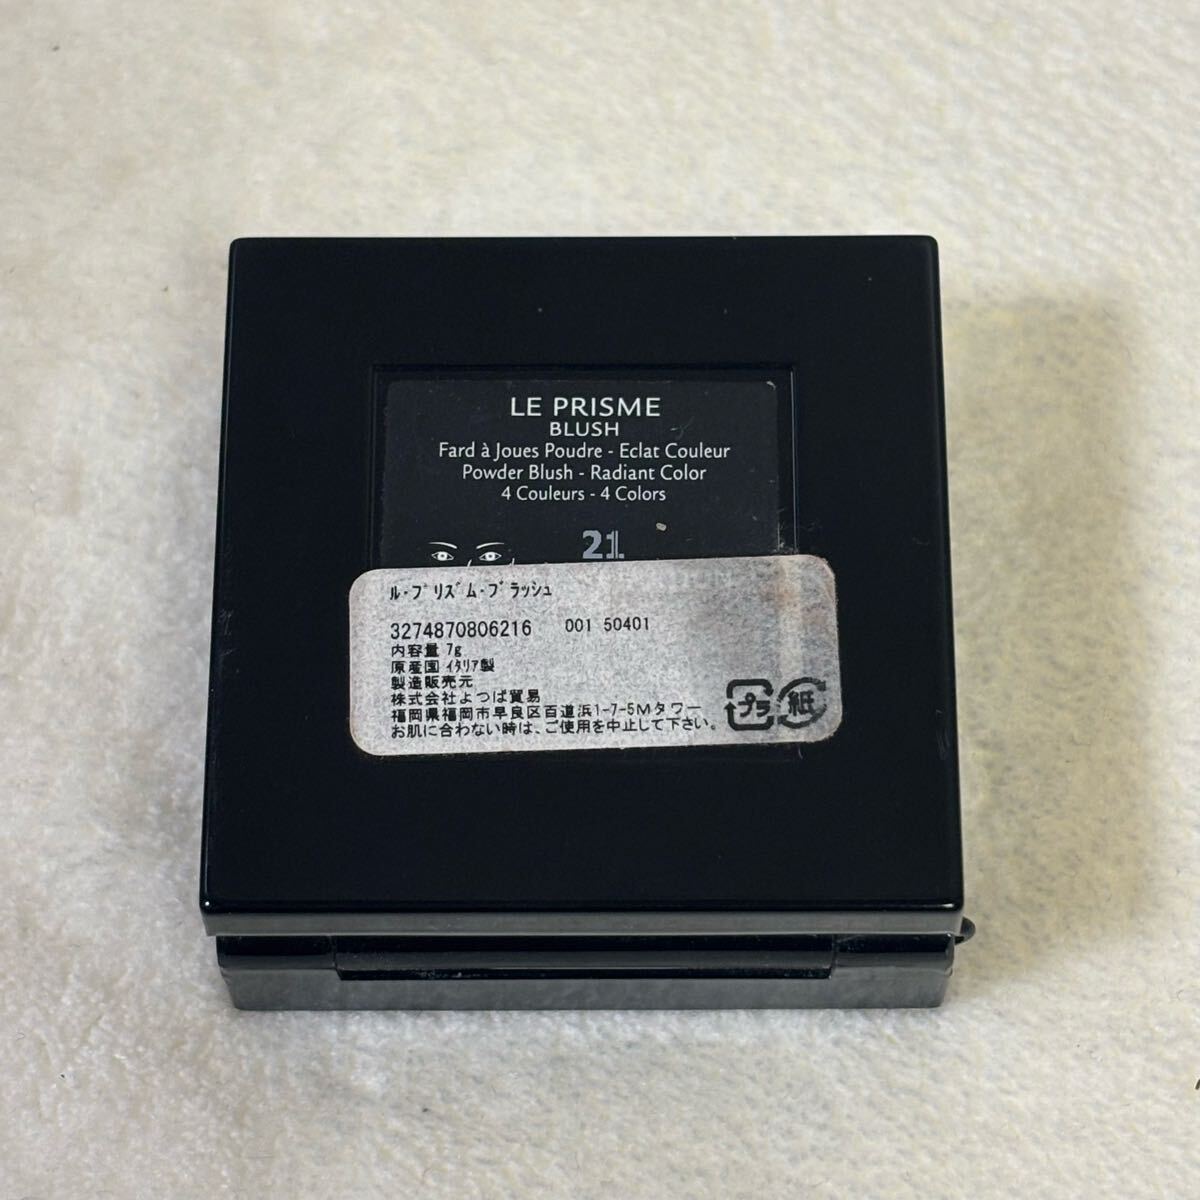 LE PRISME
BLUSH
Fard à Joues Poudre - Eclat Couleur
Powder Blush - Radiant Color
4 Couleurs - 4 Colors
21
ル・プリズム・ブラッシュ
3274870806216 001 50401
内容量 7g
原産国 イタリア製
製造販売元
株式会社よつば貿易
福岡県福岡市早良区百道浜1-7-5Mタワー
お肌に合わない時は、ご使用を中止して下さい。
プラ 紙